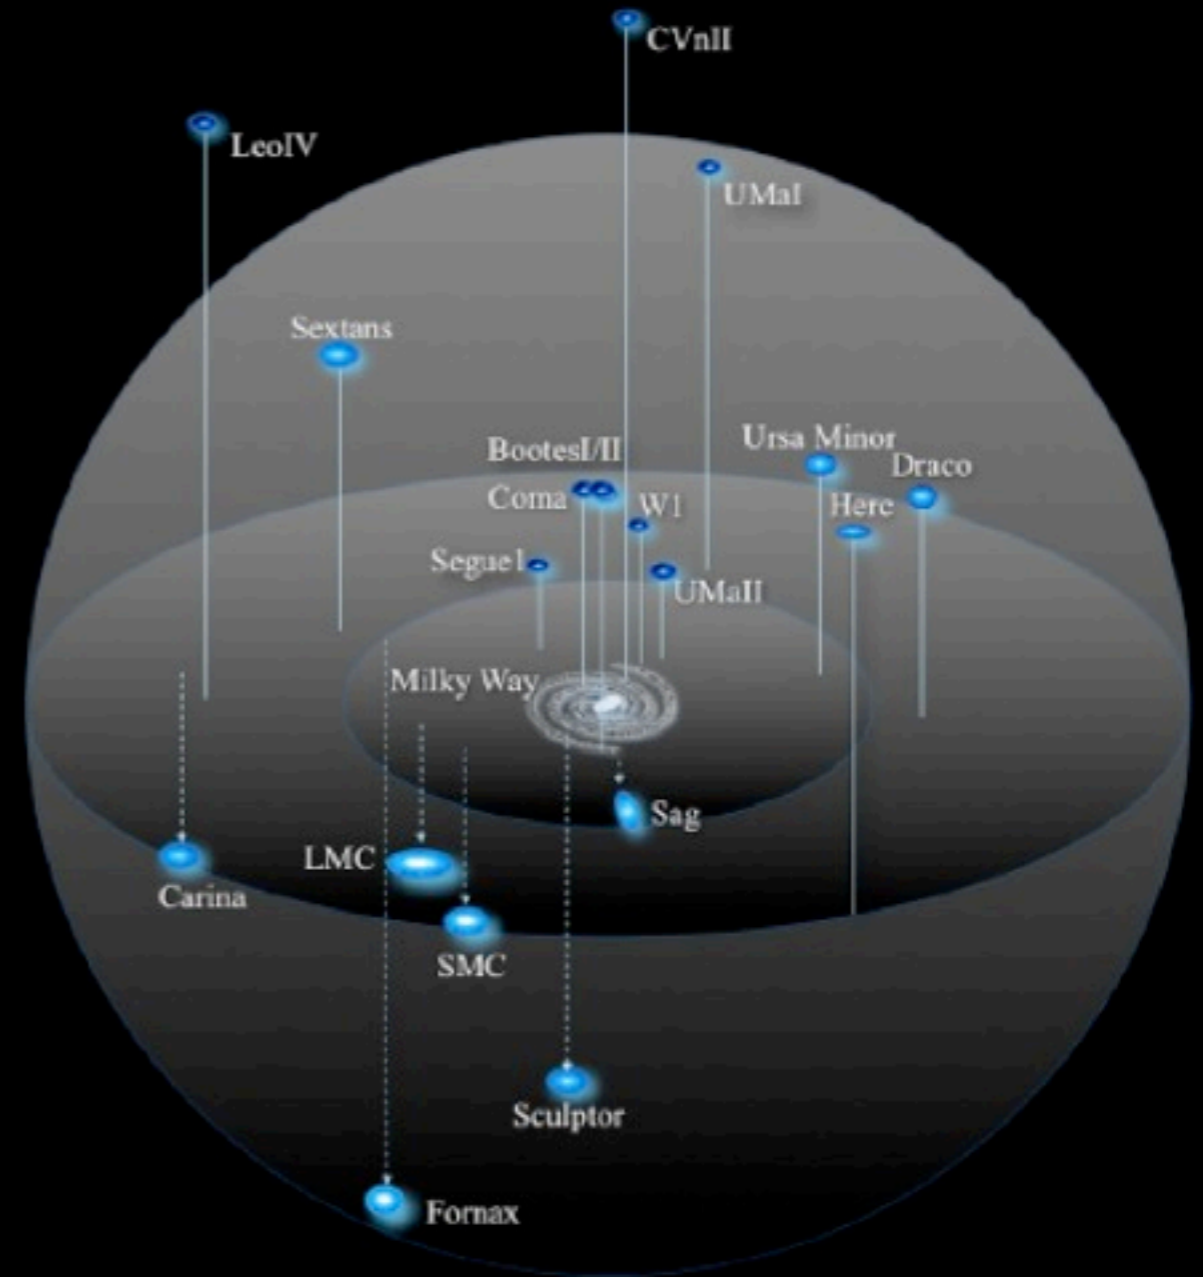 CVnII
LeoIV
UMaI
Sextans
Ursa Minor
BootesI/II
Draco
Coma
W1
Herc
Segue1
UMaII
Milky Way
Sag
LMC
Carina
SMC
Sculptor
Fornax